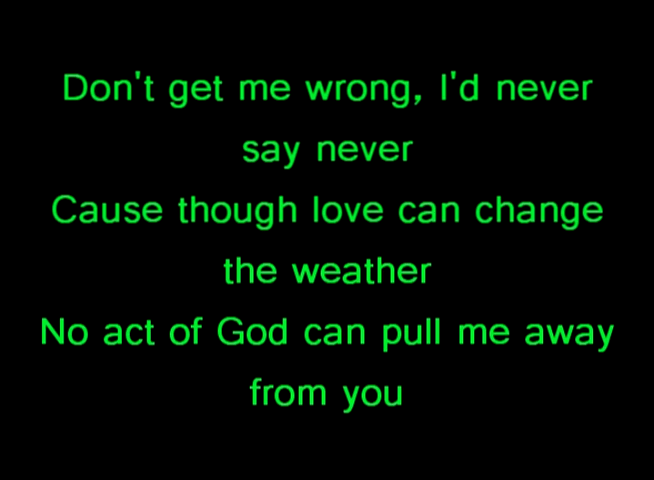 Don't get me wrong, I'd never
say never
Cause though love can change
the weather
No act of God can pull me away
from you